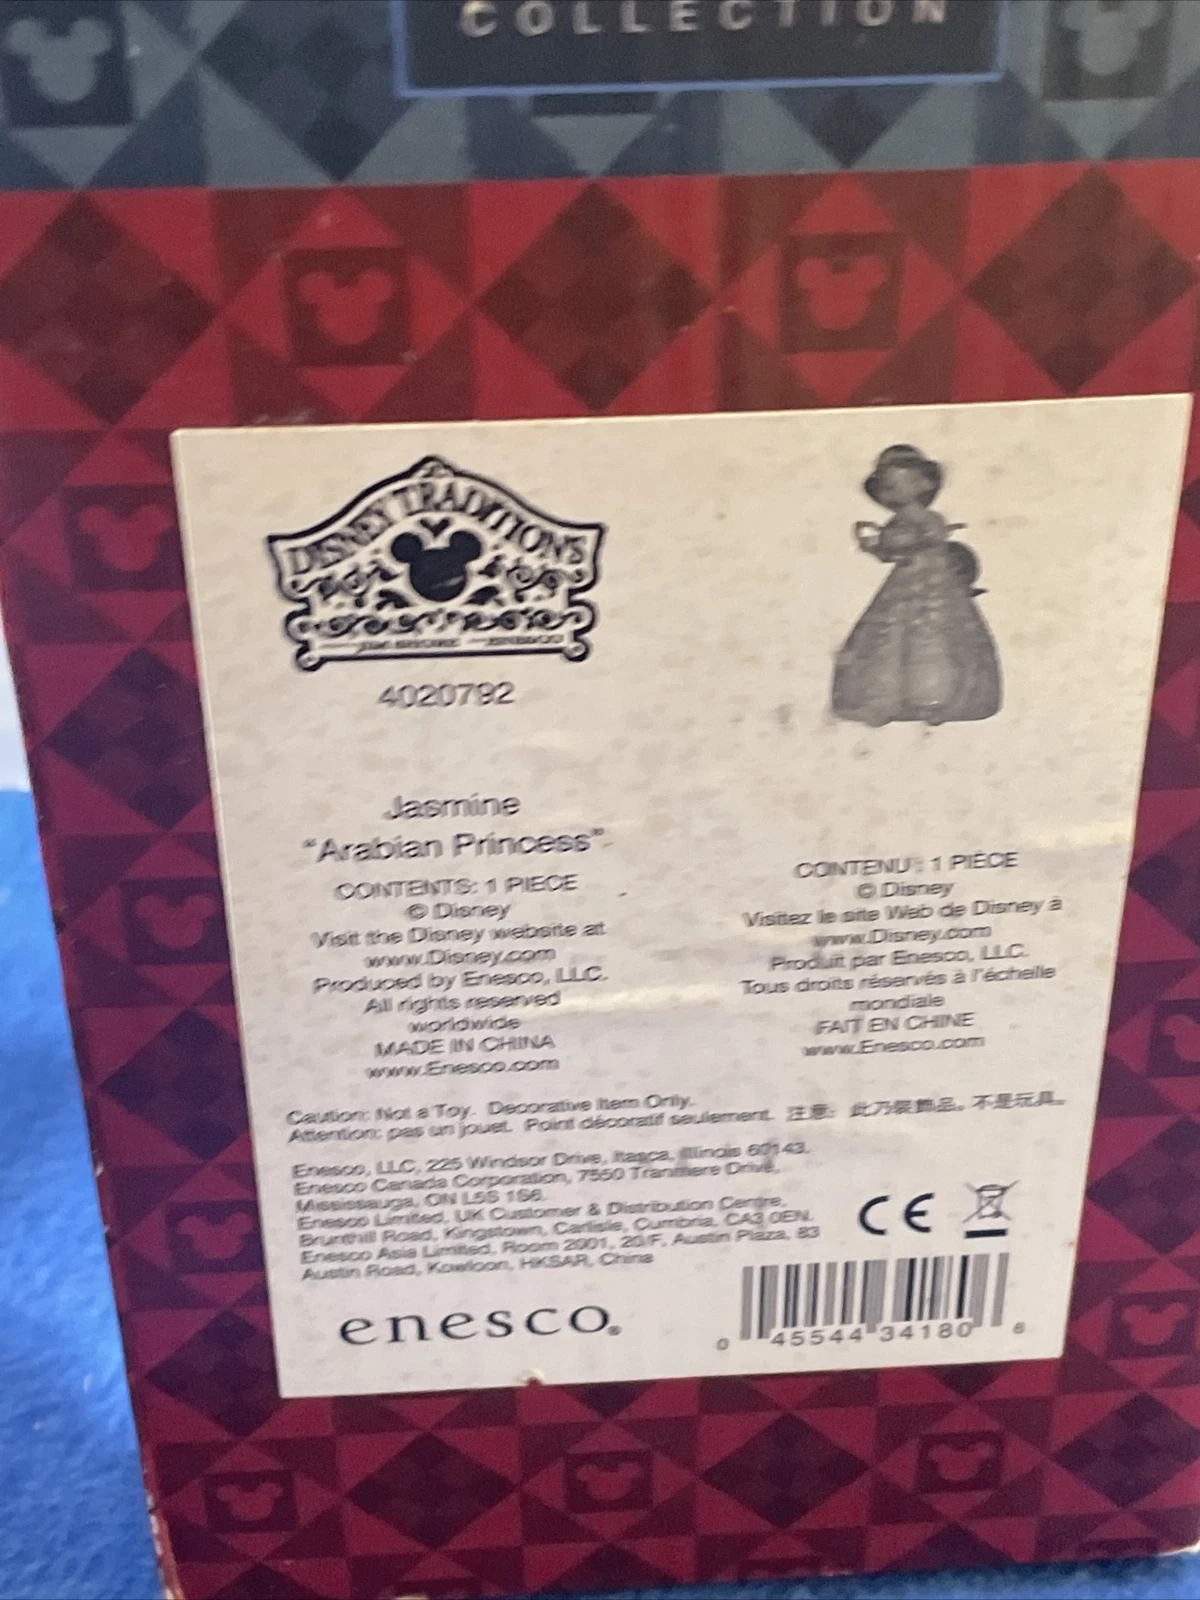 COLLECTION
DISNEY TRADITIONS
JIM SHORE ENESCO
4020792
Jasmine
"Arabian Princess"
CONTENTS: 1 PIECE
© Disney
Visit the Disney website at
www.Disney.com
Produced by Enesco, LLC.
All rights reserved
worldwide
MADE IN CHINA
www.Enesco.com
CONTENU : 1 PIÈCE
© Disney
Visitez le site Web de Disney à
www.Disney.com
Produit par Enesco, LLC.
Tous droits réservés à l'échelle
mondiale
FAIT EN CHINE
www.Enesco.com
Caution: Not a Toy. Decorative Item Only.
Attention: pas un jouet. Point décoratif seulement. 注意: 此乃裝飾品。不是玩具。
Enesco, LLC, 225 Windsor Drive, Itasca, Illinois 60143.
Enesco Canada Corporation, 7550 Tranmere Drive,
Mississauga, ON L5S 1S6.
Enesco Limited, UK Customer & Distribution Centre,
Brunthill Road, Kingstown, Carlisle, Cumbria, CA3 0EN.
Enesco Asia Limited, Room 2001, 20/F, Austin Plaza, 83
Austin Road, Kowloon, HKSAR, China
CE
enesco®
0 45544 34180 6